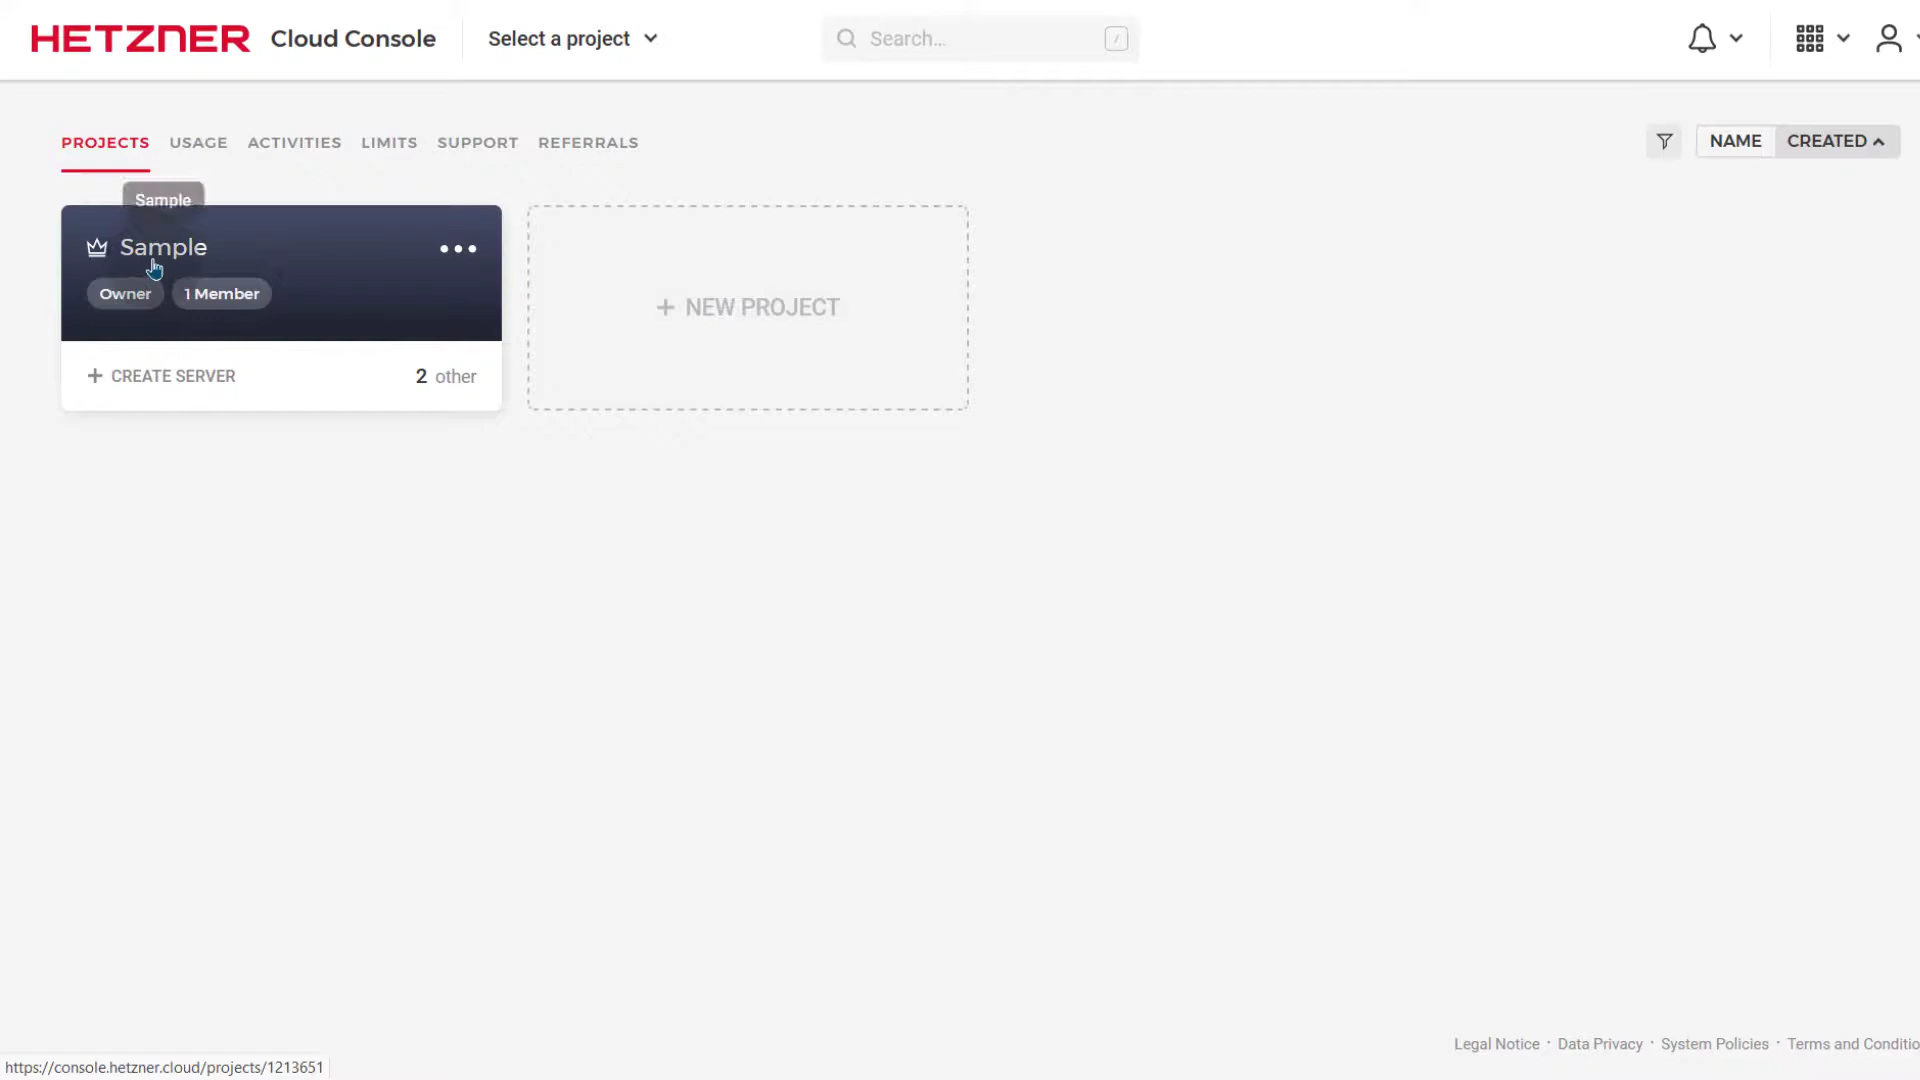 HETZNER Cloud Console Select a project Search... /
PROJECTS USAGE ACTIVITIES LIMITS SUPPORT REFERRALS NAME CREATED
Sample
Sample
Owner 1 Member
+ NEW PROJECT
+ CREATE SERVER 2 other
Legal Notice · Data Privacy · System Policies · Terms and Conditio
https://console.hetzner.cloud/projects/1213651